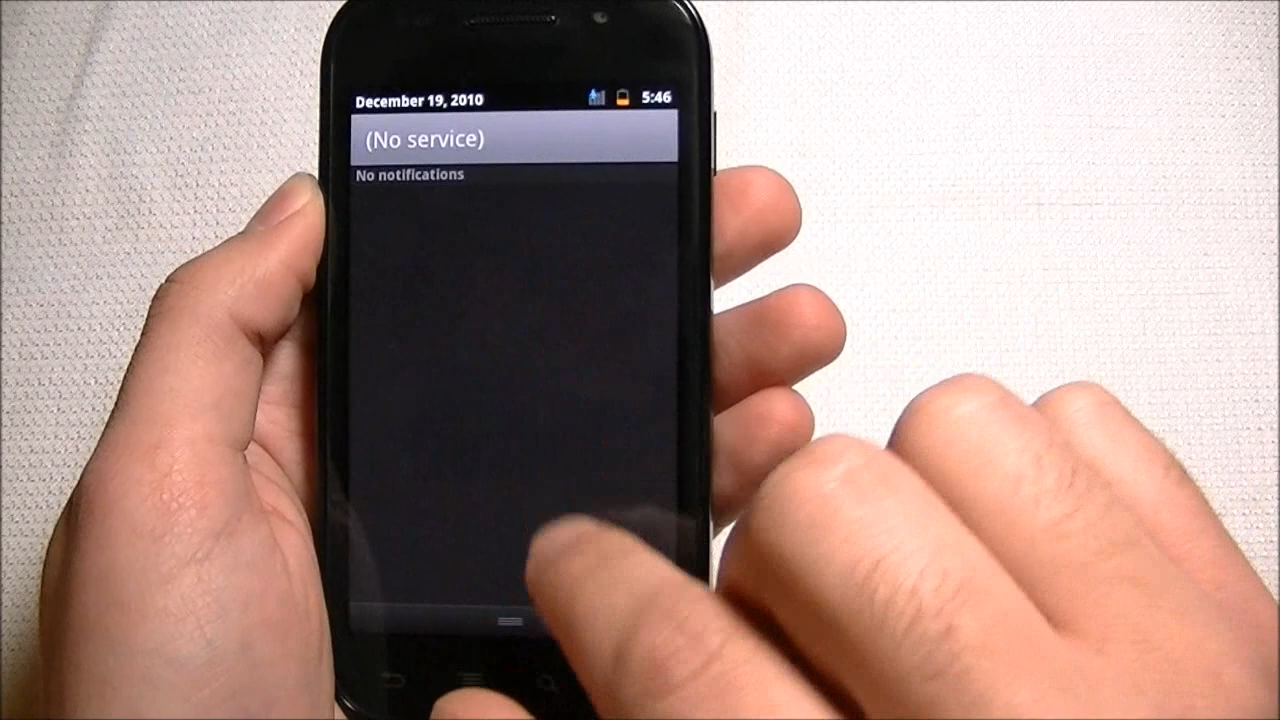 December 19, 2010 5:46
(No service)
No notifications